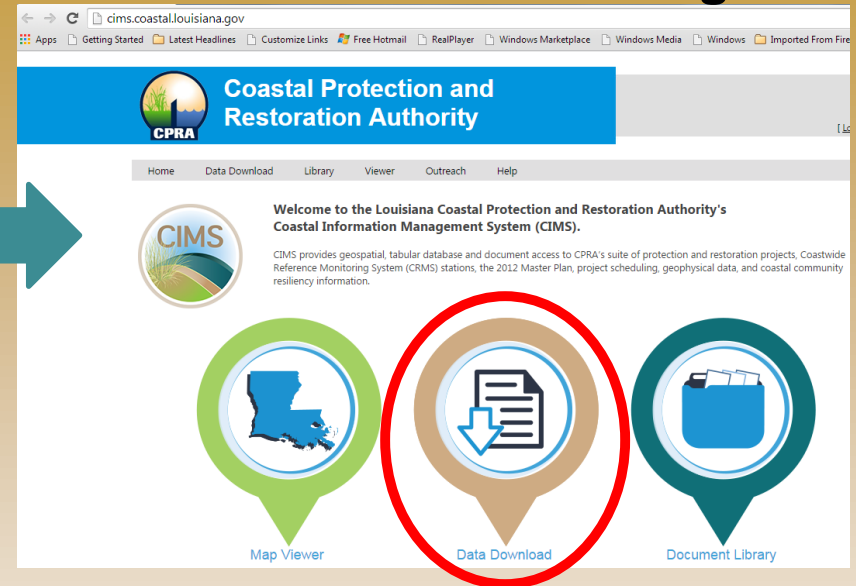 cims.coastal.louisiana.gov
Apps Getting Started Latest Headlines Customize Links Free Hotmail RealPlayer Windows Marketplace Windows Media Windows Imported From Fire
CPRA
Coastal Protection and
Restoration Authority
[ Lo
Home Data Download Library Viewer Outreach Help
CIMS
Welcome to the Louisiana Coastal Protection and Restoration Authority's
Coastal Information Management System (CIMS).
CIMS provides geospatial, tabular database and document access to CPRA's suite of protection and restoration projects, Coastwide
Reference Monitoring System (CRMS) stations, the 2012 Master Plan, project scheduling, geophysical data, and coastal community
resiliency information.
Map Viewer Data Download Document Library